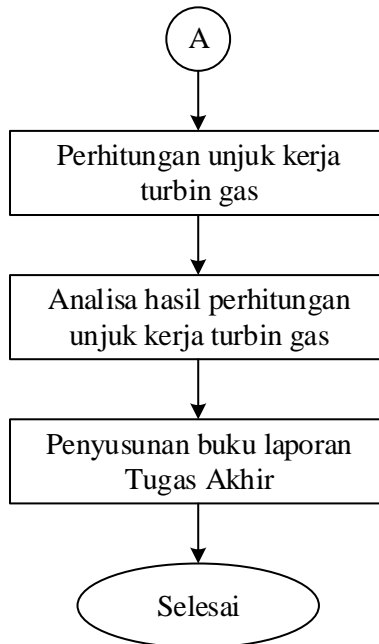 A
Perhitungan unjuk kerja
turbin gas
Analisa hasil perhitungan
unjuk kerja turbin gas
Penyusunan buku laporan
Tugas Akhir
Selesai